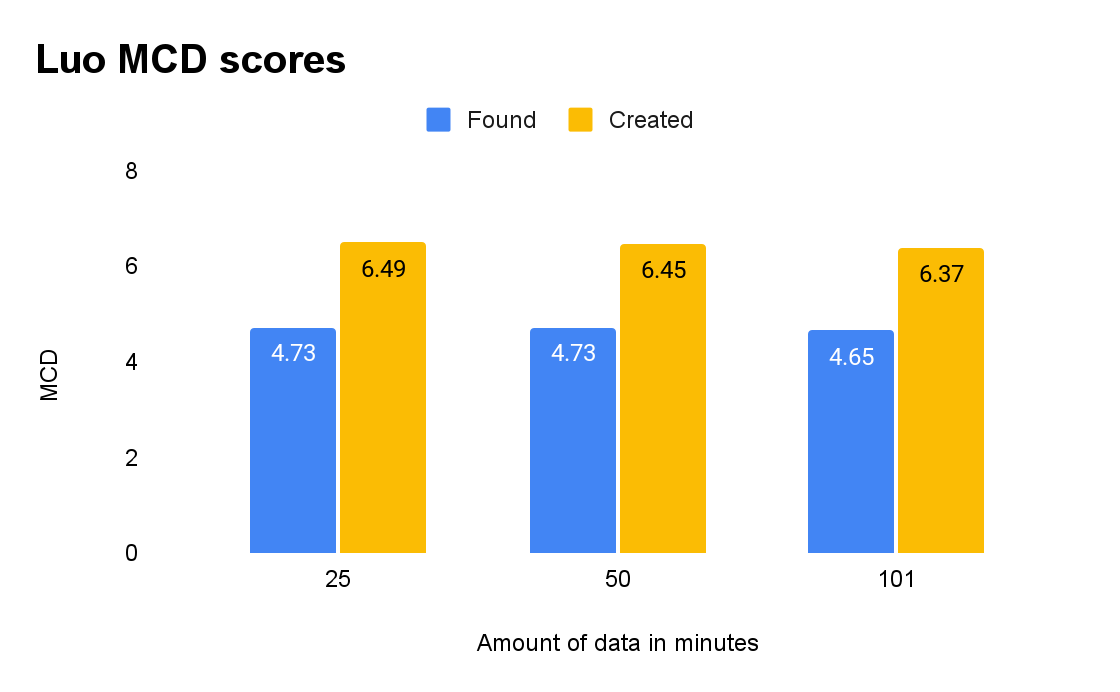 Luo MCD scores
Found Created
8
6
4
2
0
MCD
6.49
4.73
6.45
4.73
6.37
4.65
25 50 101
Amount of data in minutes